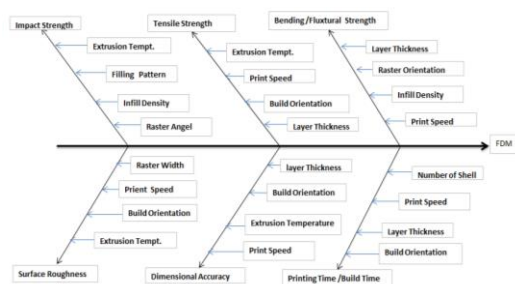 Impact Strength
Tensile Strength
Bending /Fluxtural Strength
Extrusion Tempt.
Filling Pattern
Infill Density
Raster Angel
Extrusion Tempt.
Print Speed
Build Orientation
Layer Thickness
Layer Thickness
Raster Orientation
Infill Density
Print Speed
FDM
Raster Width
Prient Speed
Build Orientation
Extrusion Tempt.
Surface Roughness
layer Thickness
Build Orientation
Extrusion Temperature
Print Speed
Dimensional Accuracy
Number of Shell
Print Speed
Layer Thickness
Build Orientation
Printing Time /Build Time